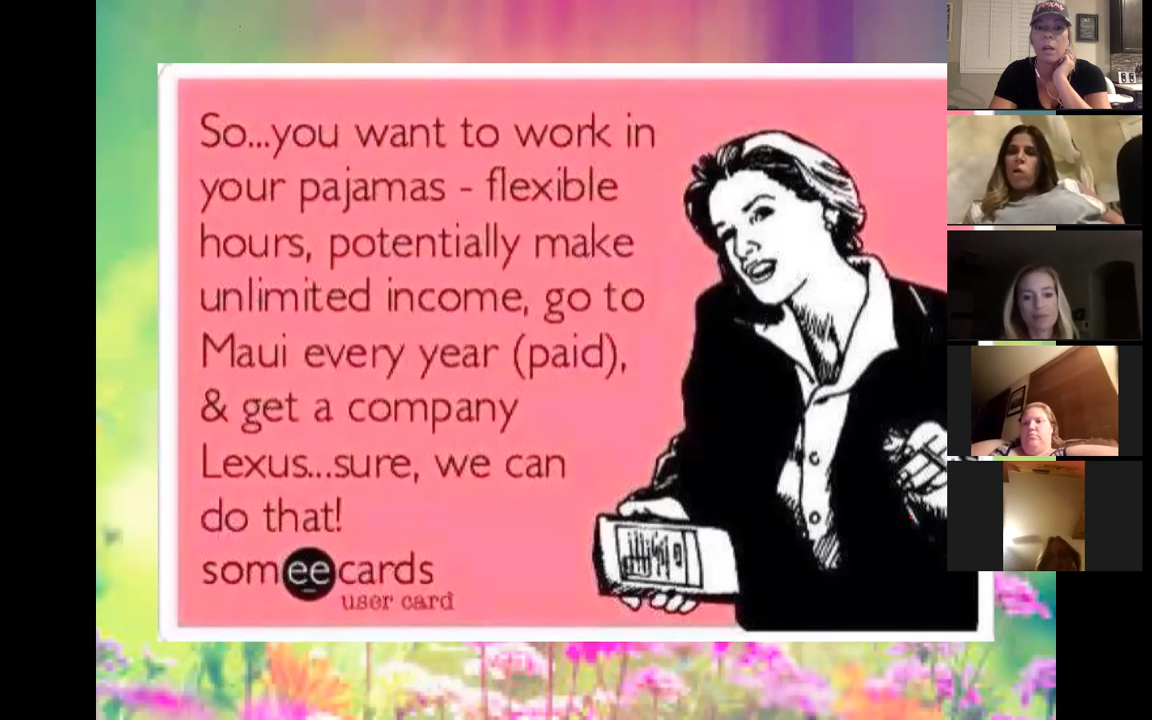 So...you want to work in
your pajamas - flexible
hours, potentially make
unlimited income, go to
Maui every year (paid),
& get a company
Lexus...sure, we can
do that!
someecards
user card